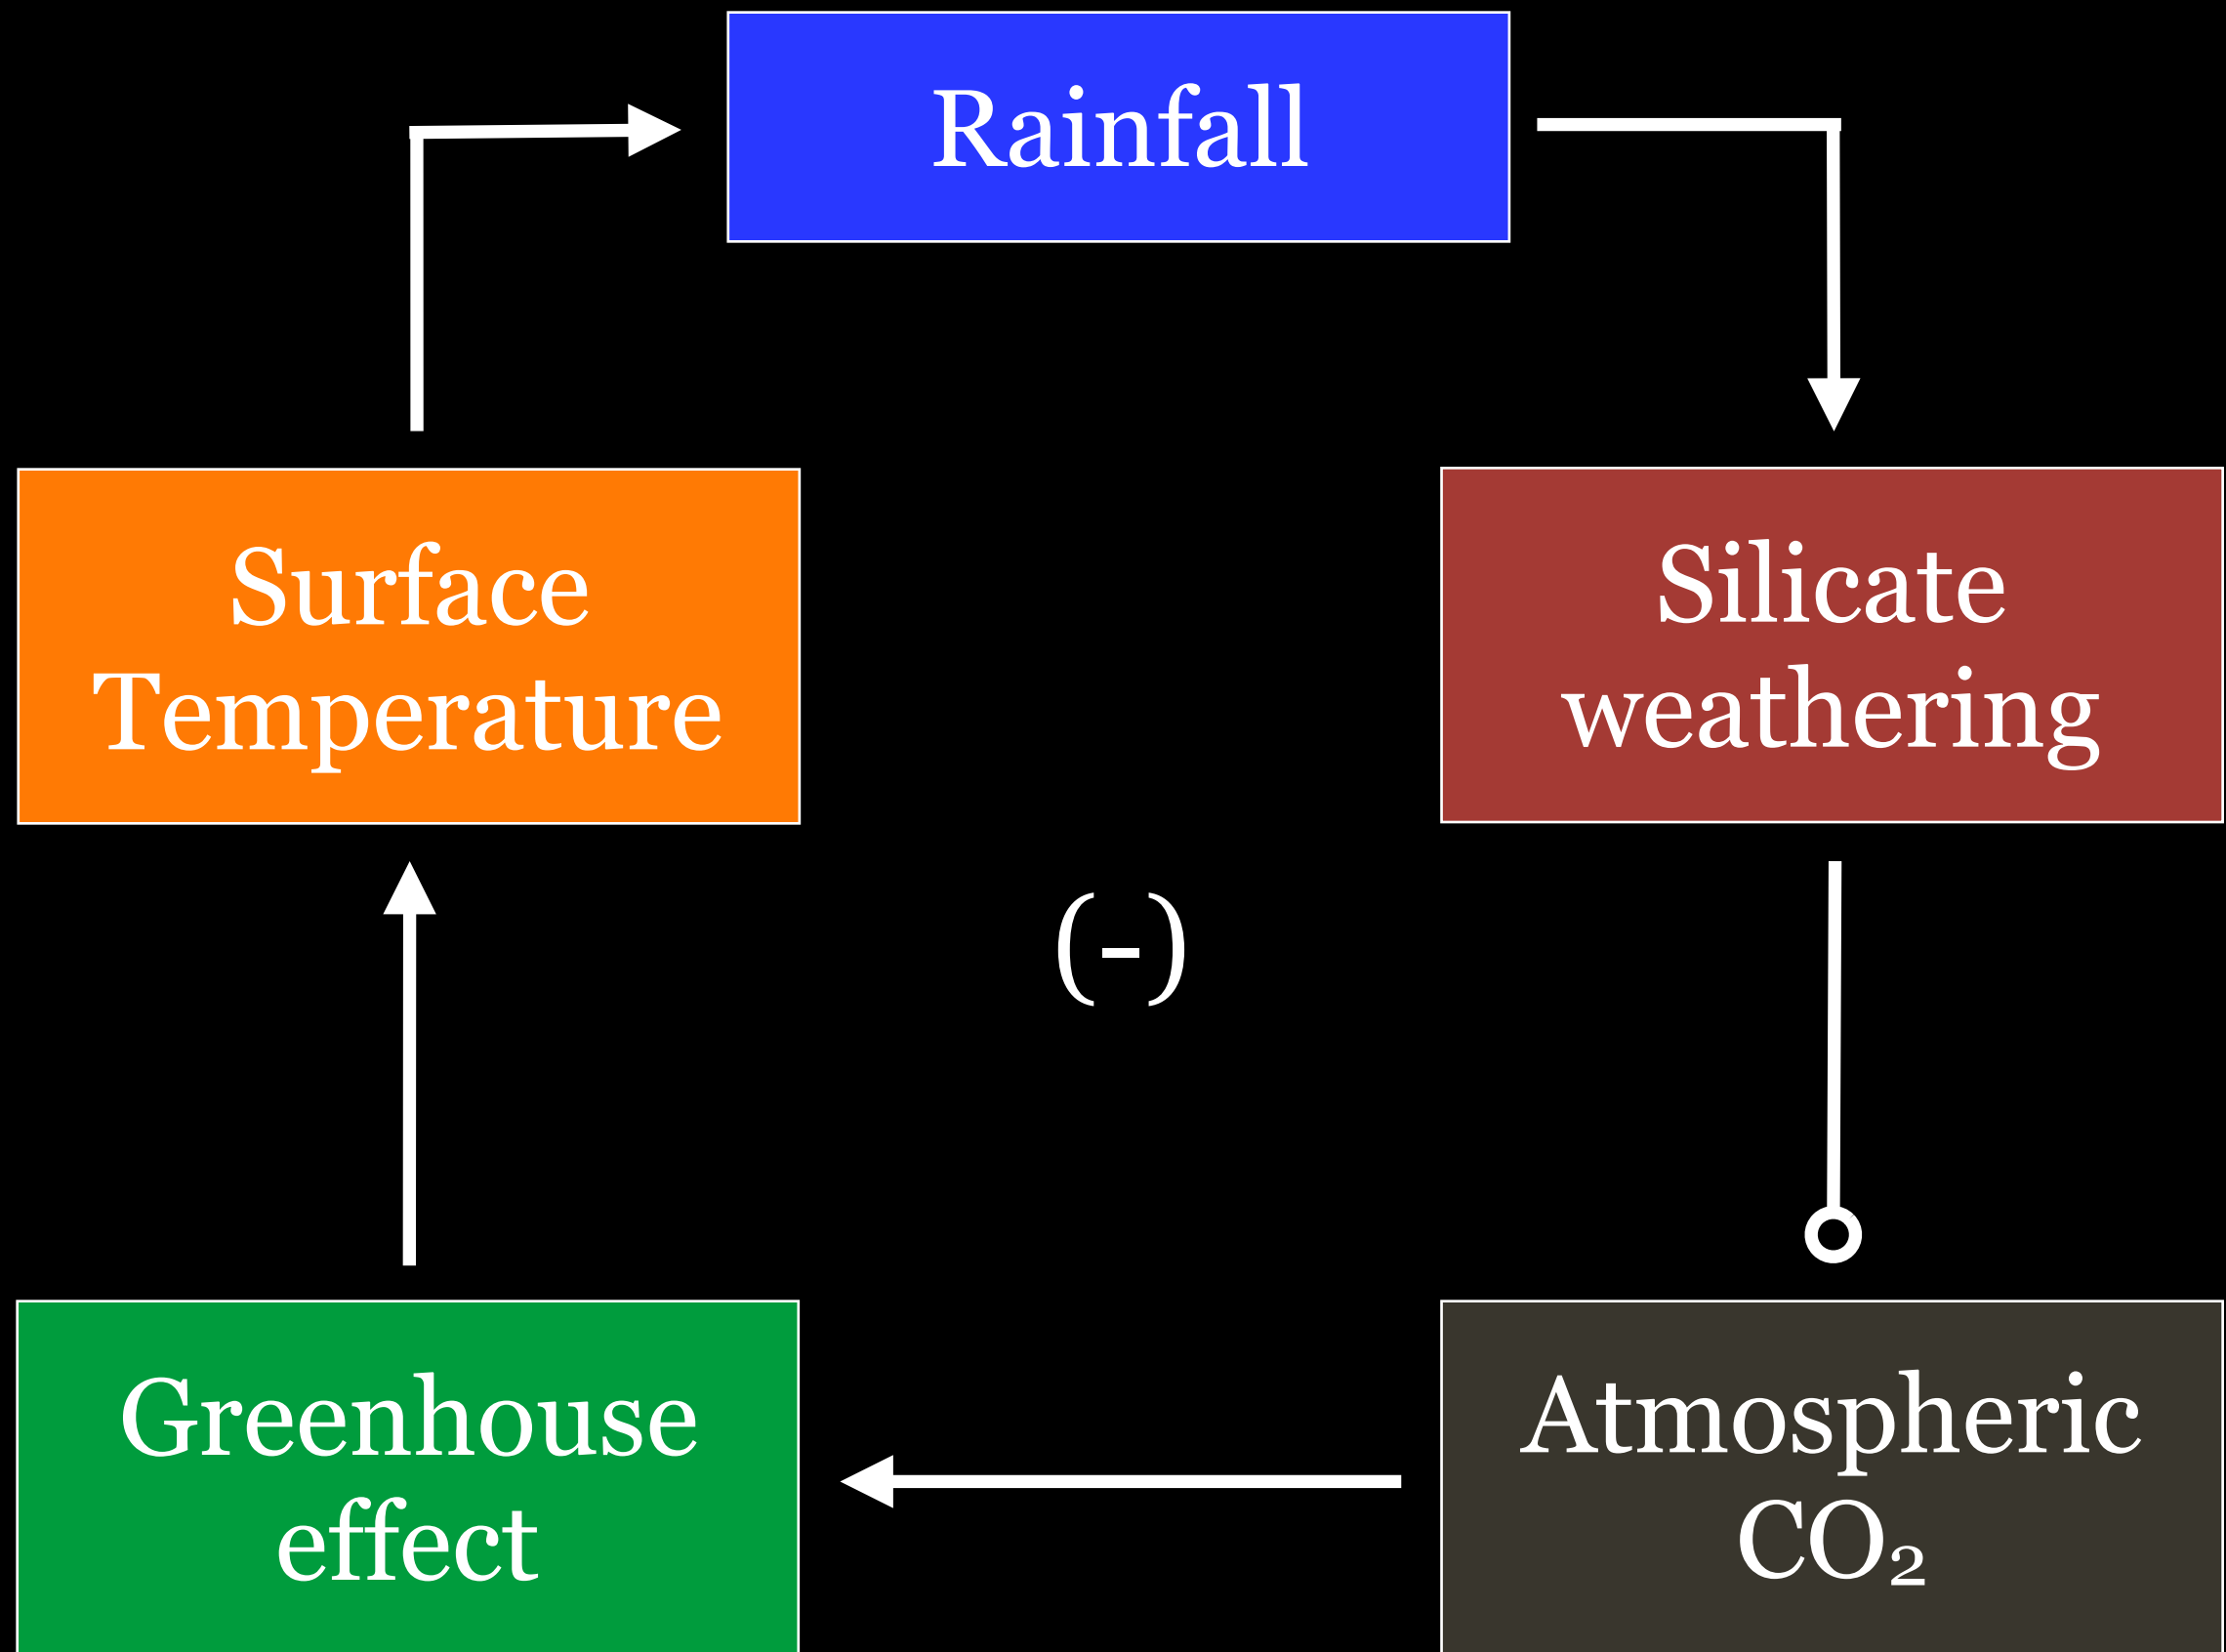 Rainfall
Surface
Temperature
Silicate
weathering
(-)
Greenhouse
effect
Atmospheric
CO₂